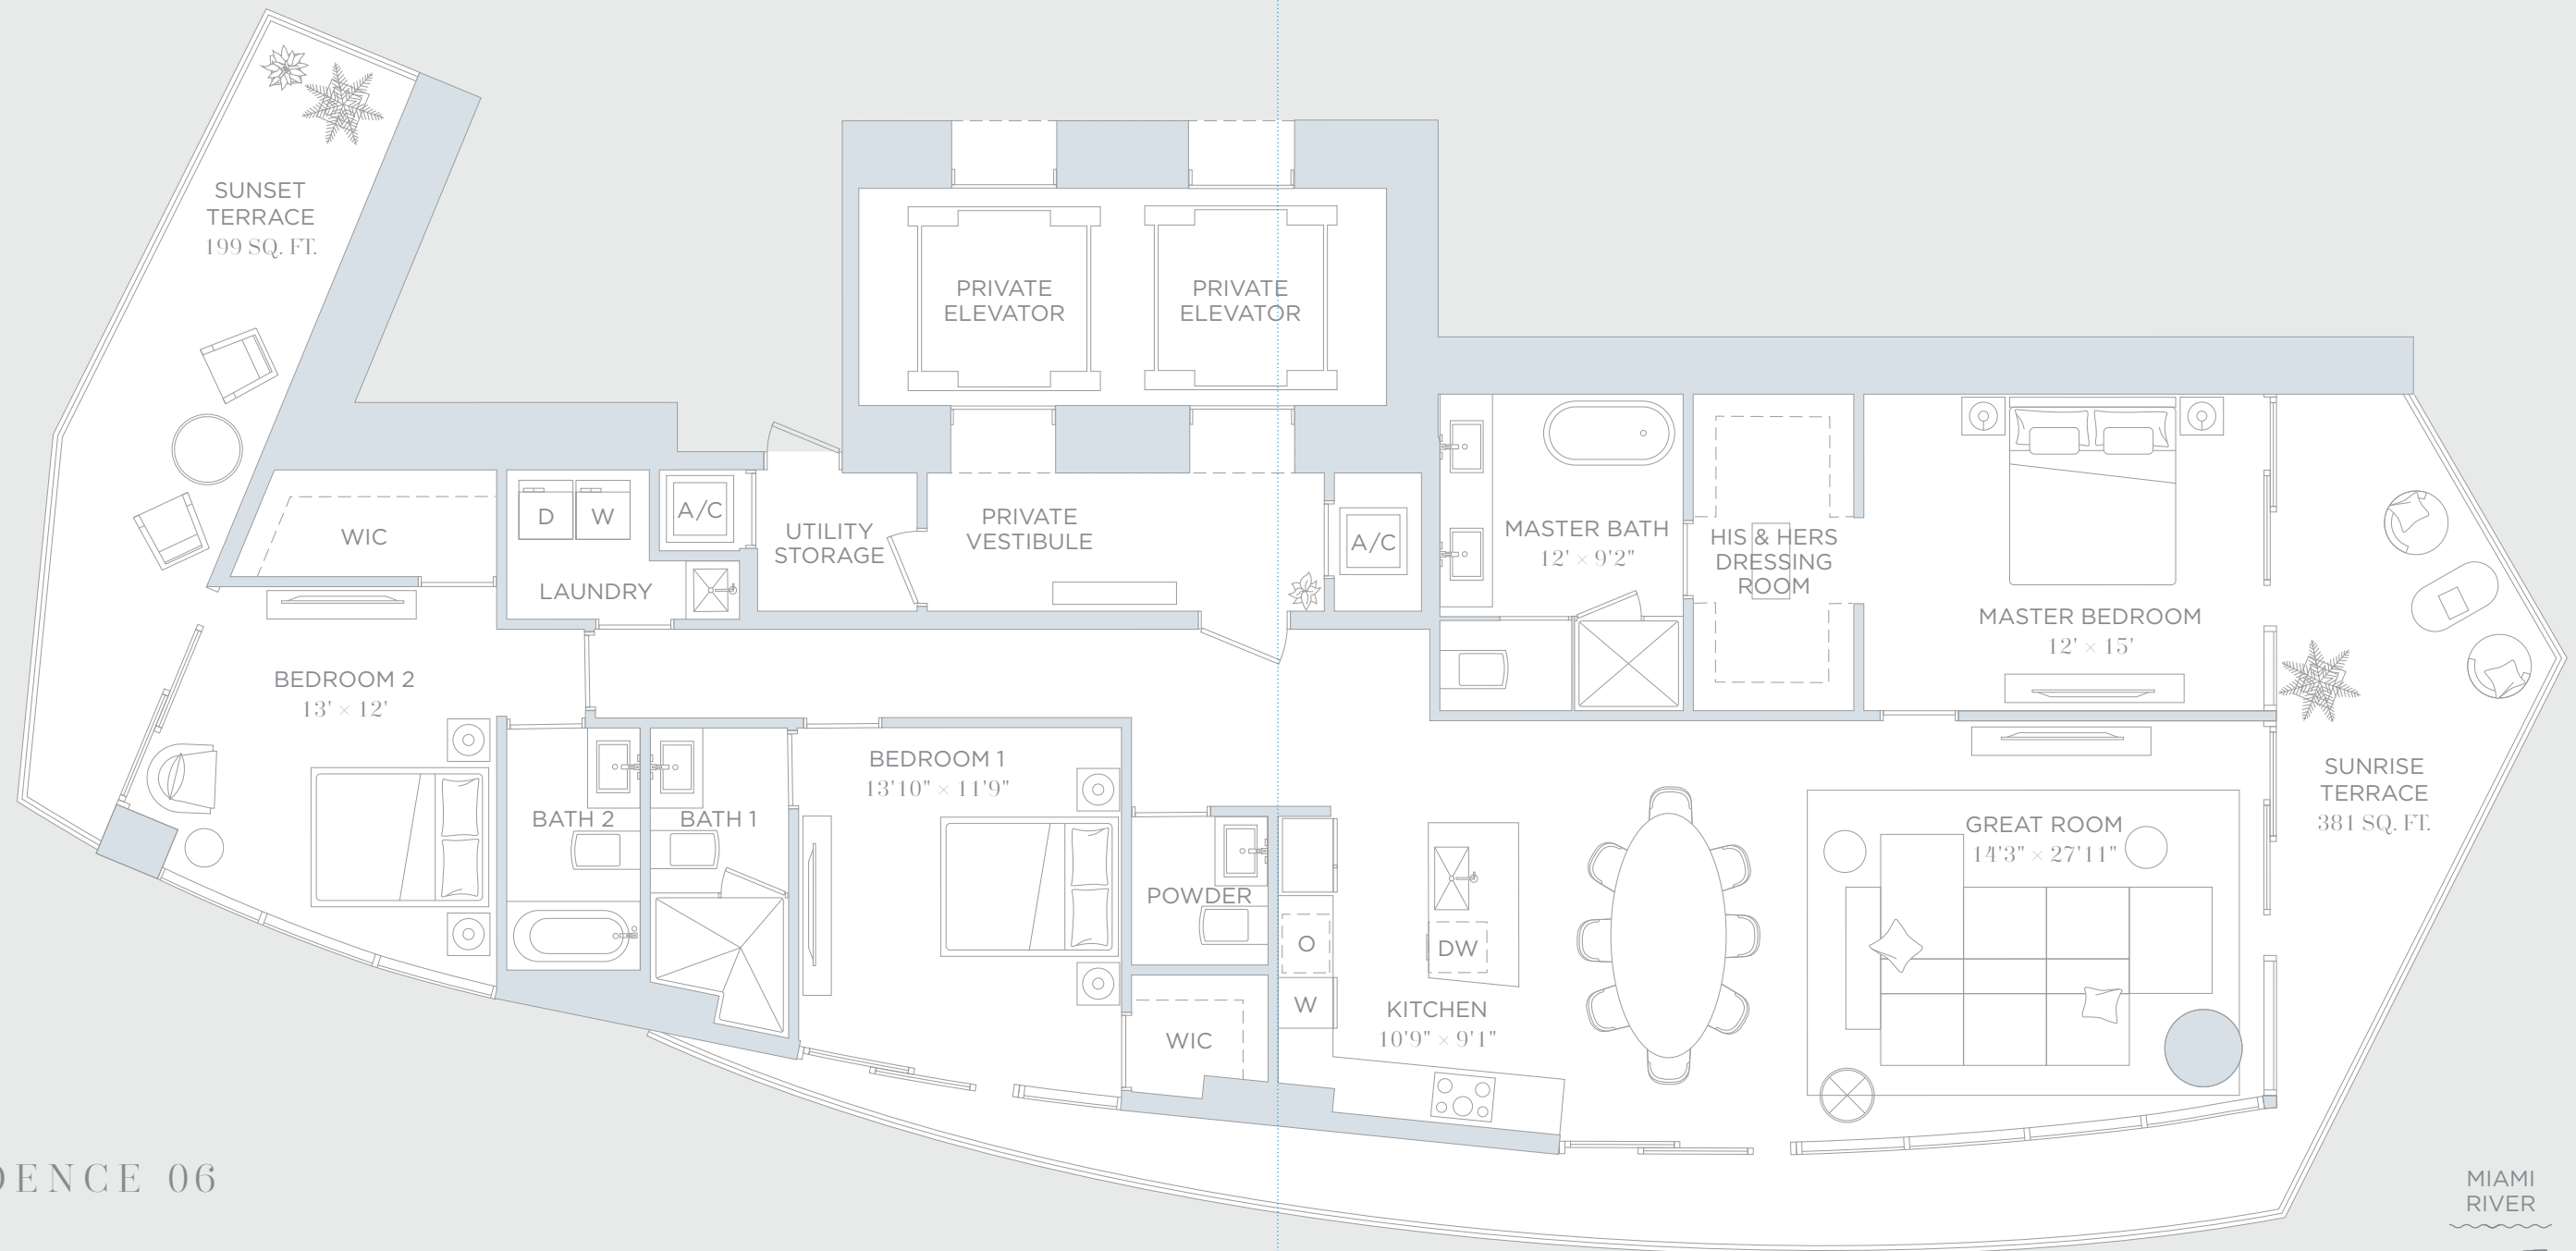 SUNSET
TERRACE
199 SQ. FT.
PRIVATE
ELEVATOR
PRIVATE
ELEVATOR
WIC
D
W
A/C
LAUNDRY
UTILITY
STORAGE
PRIVATE
VESTIBULE
A/C
MASTER BATH
12' × 9'2"
HIS & HERS
DRESSING
ROOM
MASTER BEDROOM
12' × 15'
BEDROOM 2
13' × 12'
BATH 2
BATH 1
BEDROOM 1
13'10" × 11'9"
POWDER
WIC
O
W
DW
KITCHEN
10'9" × 9'1"
GREAT ROOM
14'3" × 27'11"
SUNRISE
TERRACE
381 SQ. FT.
DENCE 06
MIAMI
RIVER